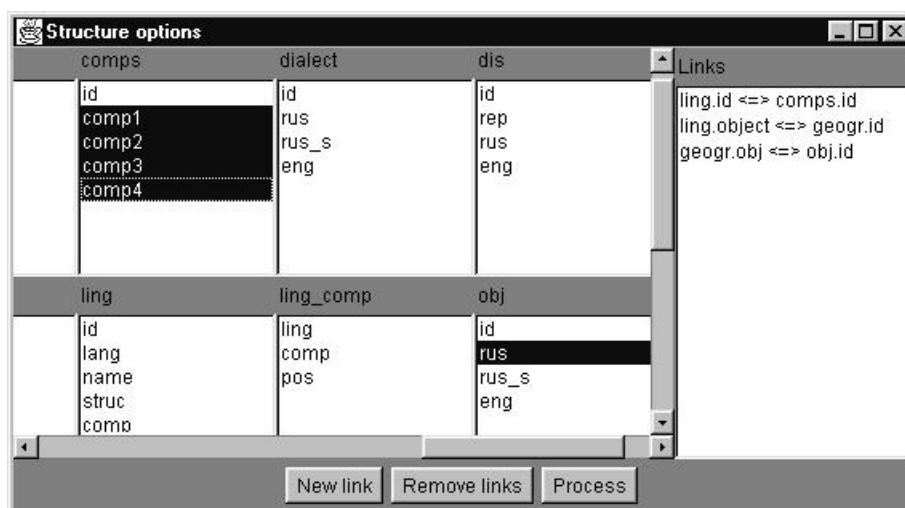 Structure options
comps dialect dis
id id id
comp1 rus rep
comp2 rus_s rus
comp3 eng eng
comp4
ling ling_comp obj
id ling id
lang comp rus
name pos rus_s
struc eng
comp
Links
ling.id <=> comps.id
ling.object <=> geogr.id
geogr.obj <=> obj.id
New link Remove links Process